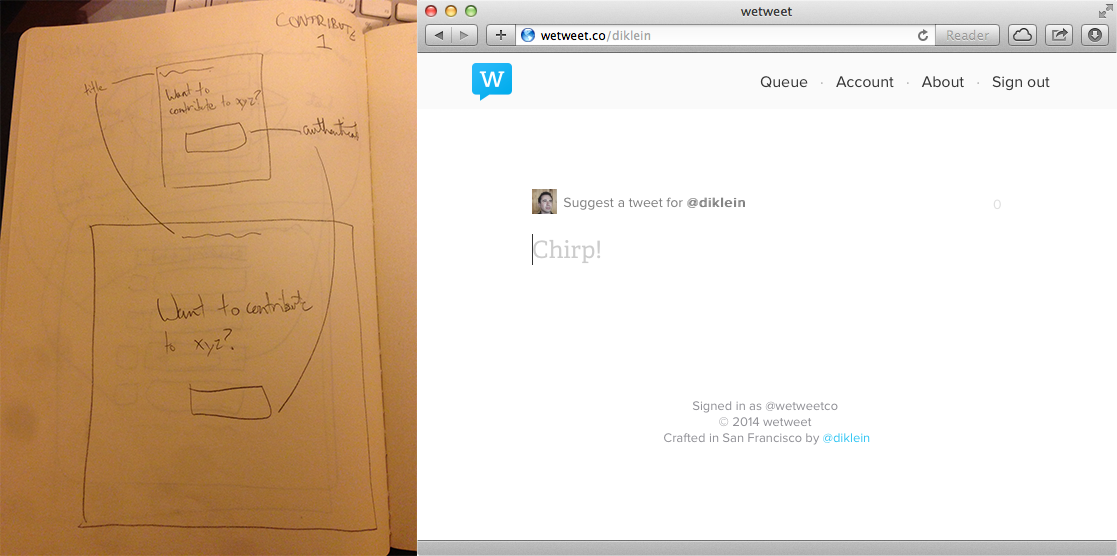 CONTRIBUTE
1
title
Want to
contribute to xyz?
authenticate
Want to contribute
to xyz?
wetweet
wetweet.co/diklein
Reader
W
Queue · Account · About · Sign out
Suggest a tweet for @diklein
0
Chirp!
Signed in as @wetweetco
© 2014 wetweet
Crafted in San Francisco by @diklein